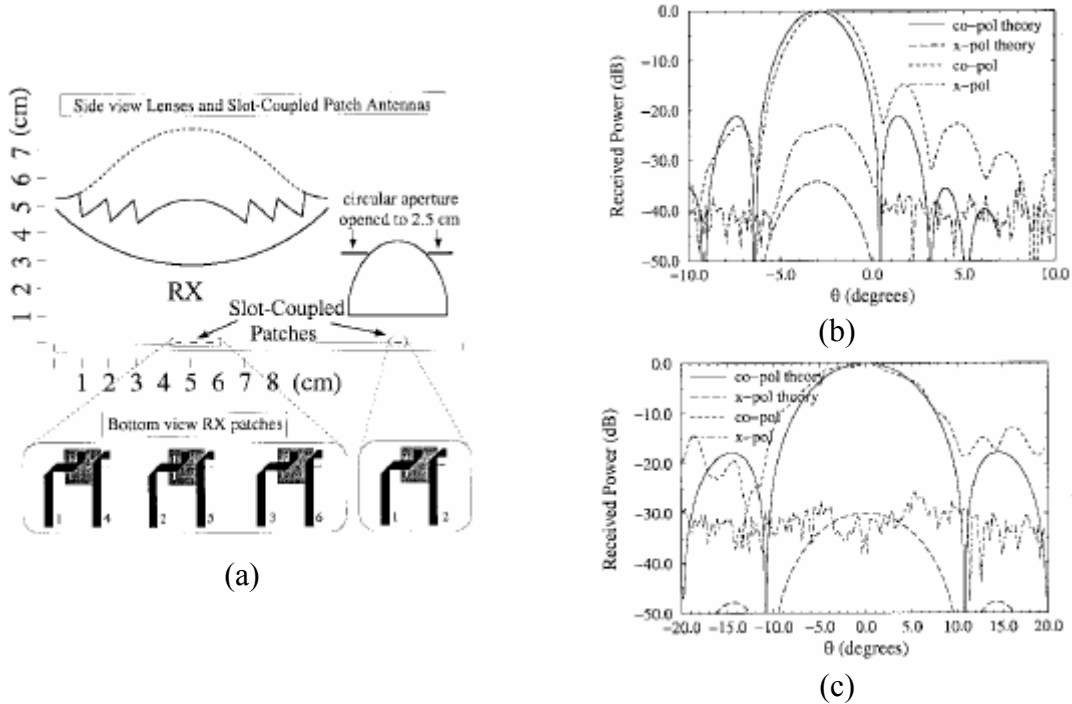 Side view Lenses and Slot-Coupled Patch Antennas
1 2 3 4 5 6 7 (cm)
circular aperture
opened to 2.5 cm
RX
Slot-Coupled
Patches
1 2 3 4 5 6 7 8 (cm)
Bottom view RX patches
1 4 2 5 3 6 1 2
(a)
0.0
-10.0
-20.0
-30.0
-40.0
-50.0
Received Power (dB)
co-pol theory
x-pol theory
co-pol
x-pol
-10.0 -5.0 0.0 5.0 10.0
θ (degrees)
(b)
0.0
-10.0
-20.0
-30.0
-40.0
-50.0
Received Power (dB)
co-pol theory
x-pol theory
co-pol
x-pol
-20.0 -15.0 -10.0 -5.0 0.0 5.0 10.0 15.0 20.0
θ (degrees)
(c)